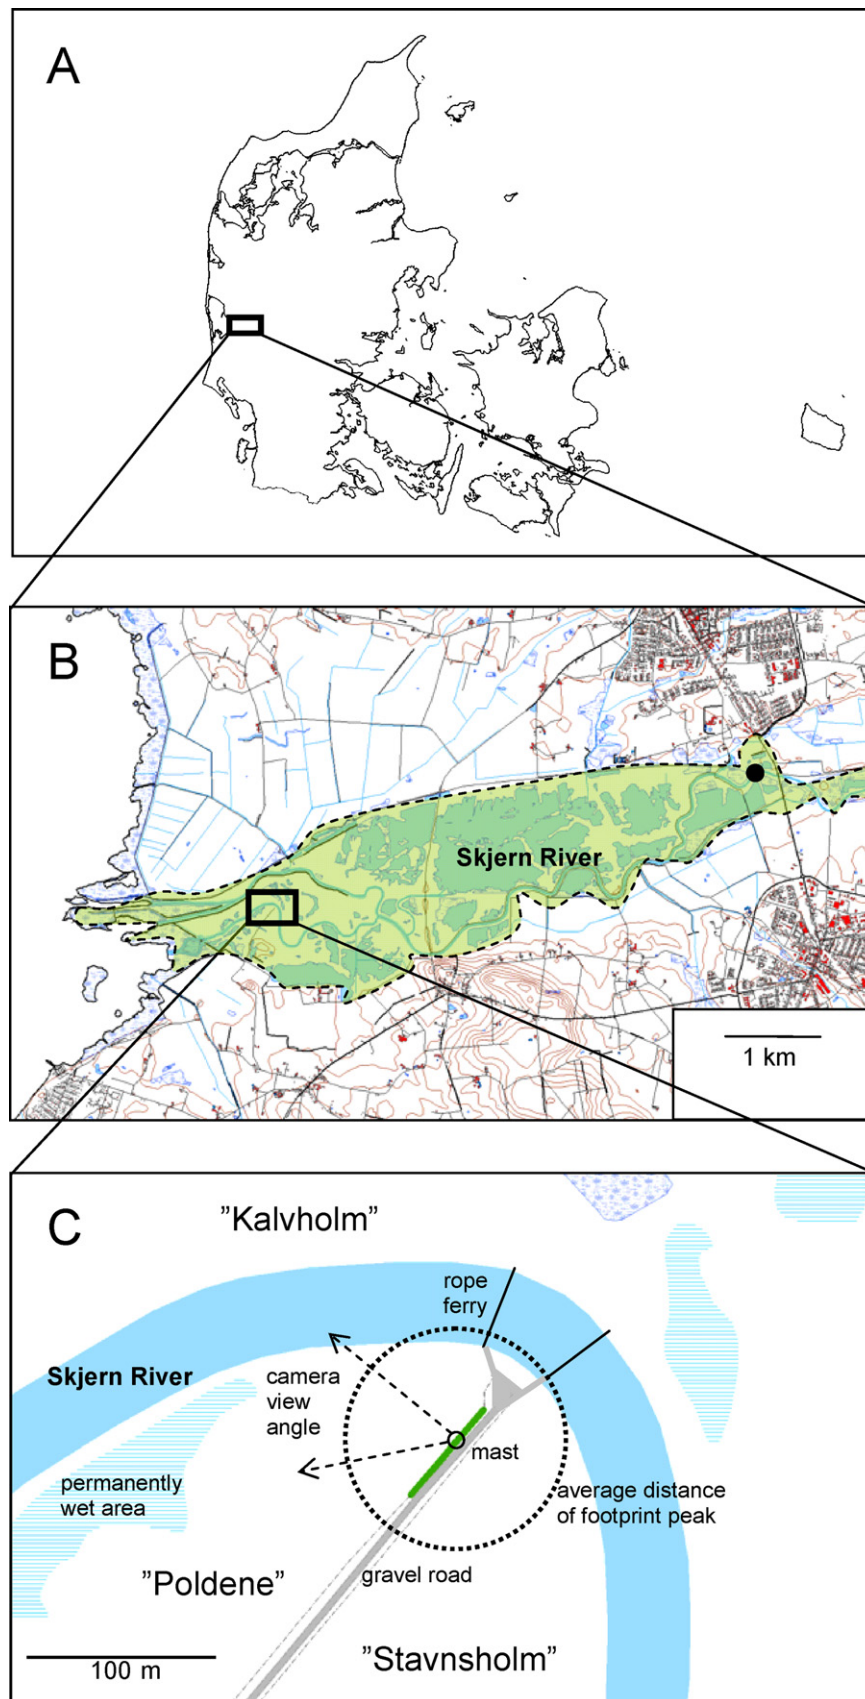 A
B
Skjern River
1 km
C
”Kalvholm”
rope
ferry
Skjern River
camera
view
angle
mast
permanently
wet area
average distance
of footprint peak
”Poldene”
gravel road
100 m
”Stavnsholm”